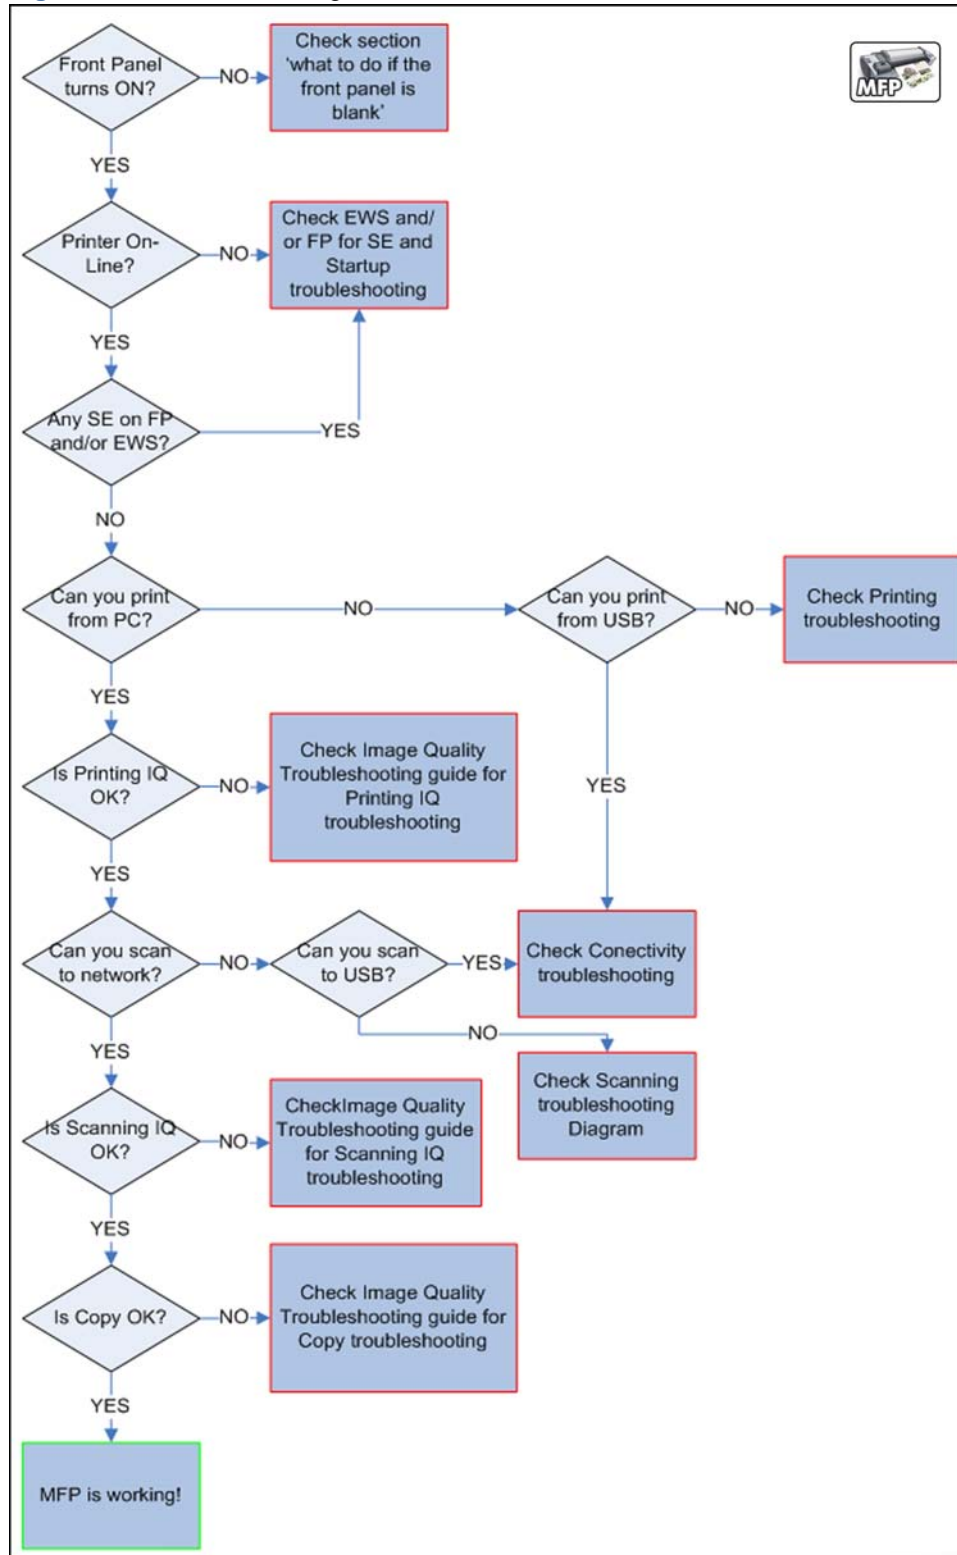 Front Panel
turns ON?
NO
Check section
'what to do if the
front panel is
blank'
MFP
YES
Printer On-
Line?
NO
Check EWS and/
or FP for SE and
Startup
troubleshooting
YES
Any SE on FP
and/or EWS?
YES
NO
Can you print
from PC?
NO
Can you print
from USB?
NO
Check Printing
troubleshooting
YES
YES
Is Printing IQ
OK?
NO
Check Image Quality
Troubleshooting guide for
Printing IQ
troubleshooting
YES
Can you scan
to network?
NO
Can you scan
to USB?
YES
Check Conectivity
troubleshooting
NO
Check Scanning
troubleshooting
Diagram
YES
Is Scanning IQ
OK?
NO
CheckImage Quality
Troubleshooting guide
for Scanning IQ
troubleshooting
YES
Is Copy OK?
NO
Check Image Quality
Troubleshooting guide for
Copy troubleshooting
YES
MFP is working!